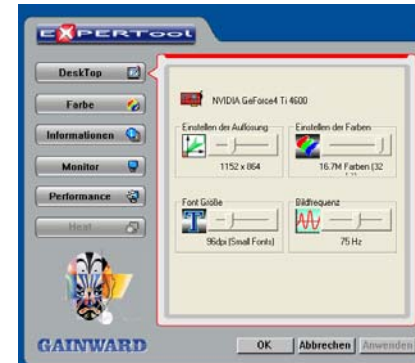 EXPERTOOL
DeskTop
Farbe
Informationen
Monitor
Performance
Heat
GAINWARD
NVIDIA GeForce4 Ti 4600
Einstellen der Auflösung
1152 x 864
Einstellen der Farben
16.7M Farben (32
Font Größe
96dpi (Small Fonts)
Bildfrequenz
75 Hz
OK
Abbrechen
Anwenden